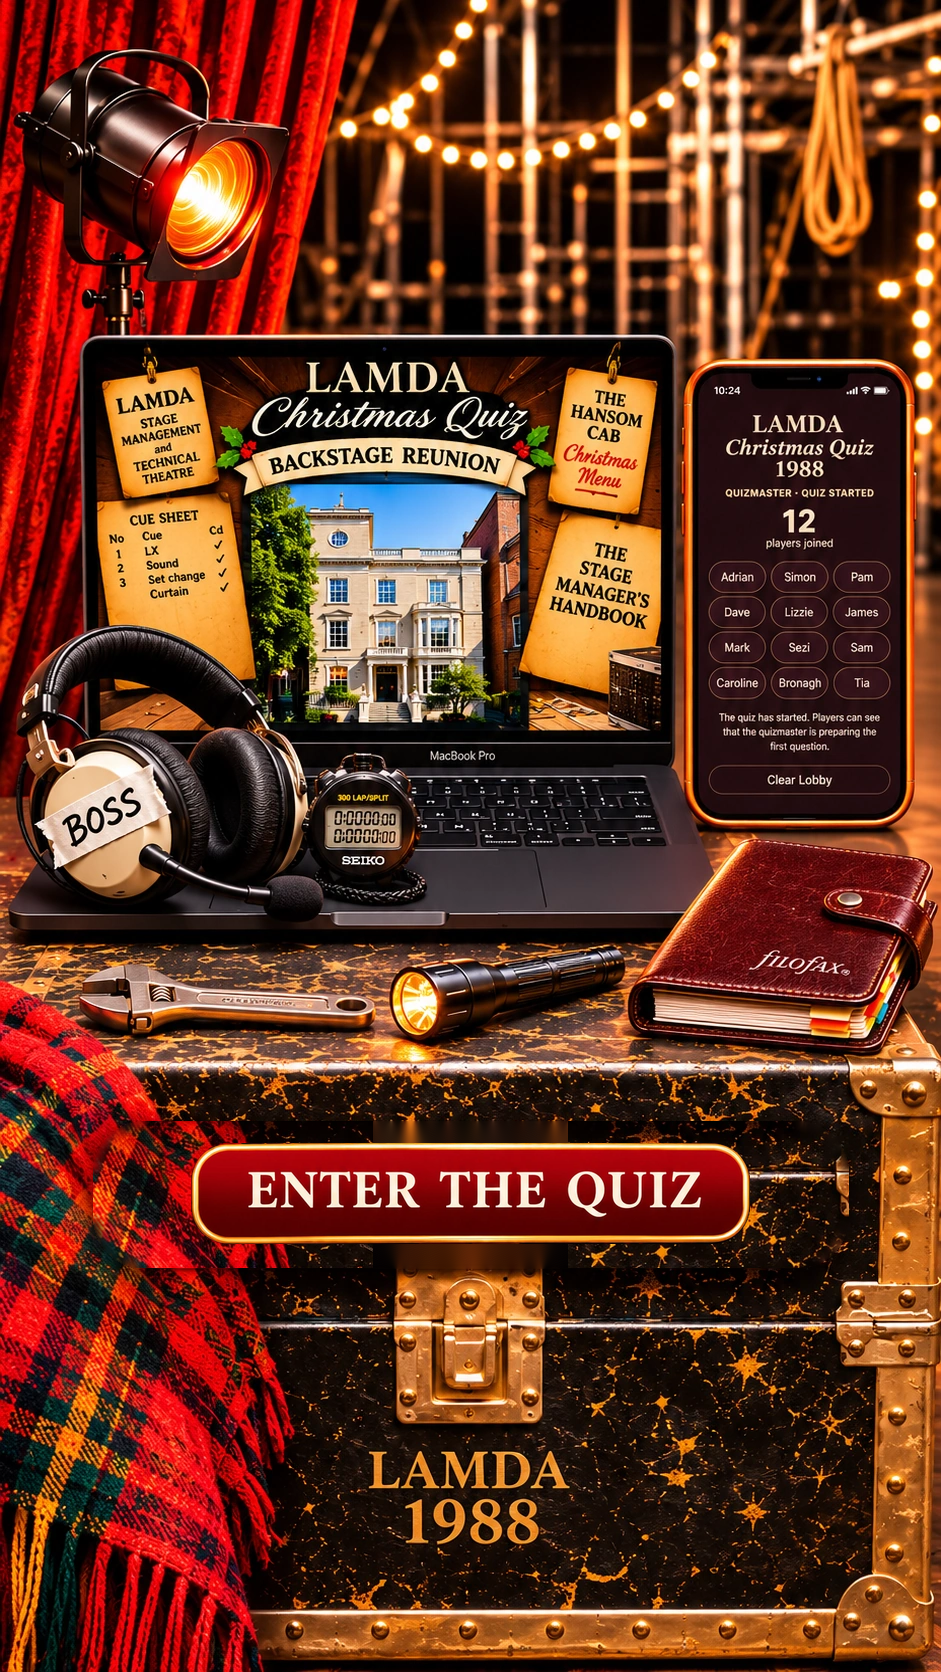 LAMDA
Christmas Quiz
BACKSTAGE REUNION
LAMDA
STAGE
MANAGEMENT
and
TECHNICAL
THEATRE
CUE SHEET
No Cue Cd
1 LX ✓
2 Sound ✓
3 Set change ✓
Curtain ✓
THE
HANSOM
CAB
Christmas
Menu
THE
STAGE
MANAGER'S
HANDBOOK
MacBook Pro
10:24
LAMDA
Christmas Quiz
1988
QUIZMASTER · QUIZ STARTED
12
players joined
Adrian Simon Pam
Dave Lizzie James
Mark Sezi Sam
Caroline Bronagh Tia
The quiz has started. Players can see
that the quizmaster is preparing the
first question.
Clear Lobby
BOSS
300 LAP/SPLIT
0:000000
0:000000
SEIKO
filofax®
ENTER THE QUIZ
LAMDA
1988